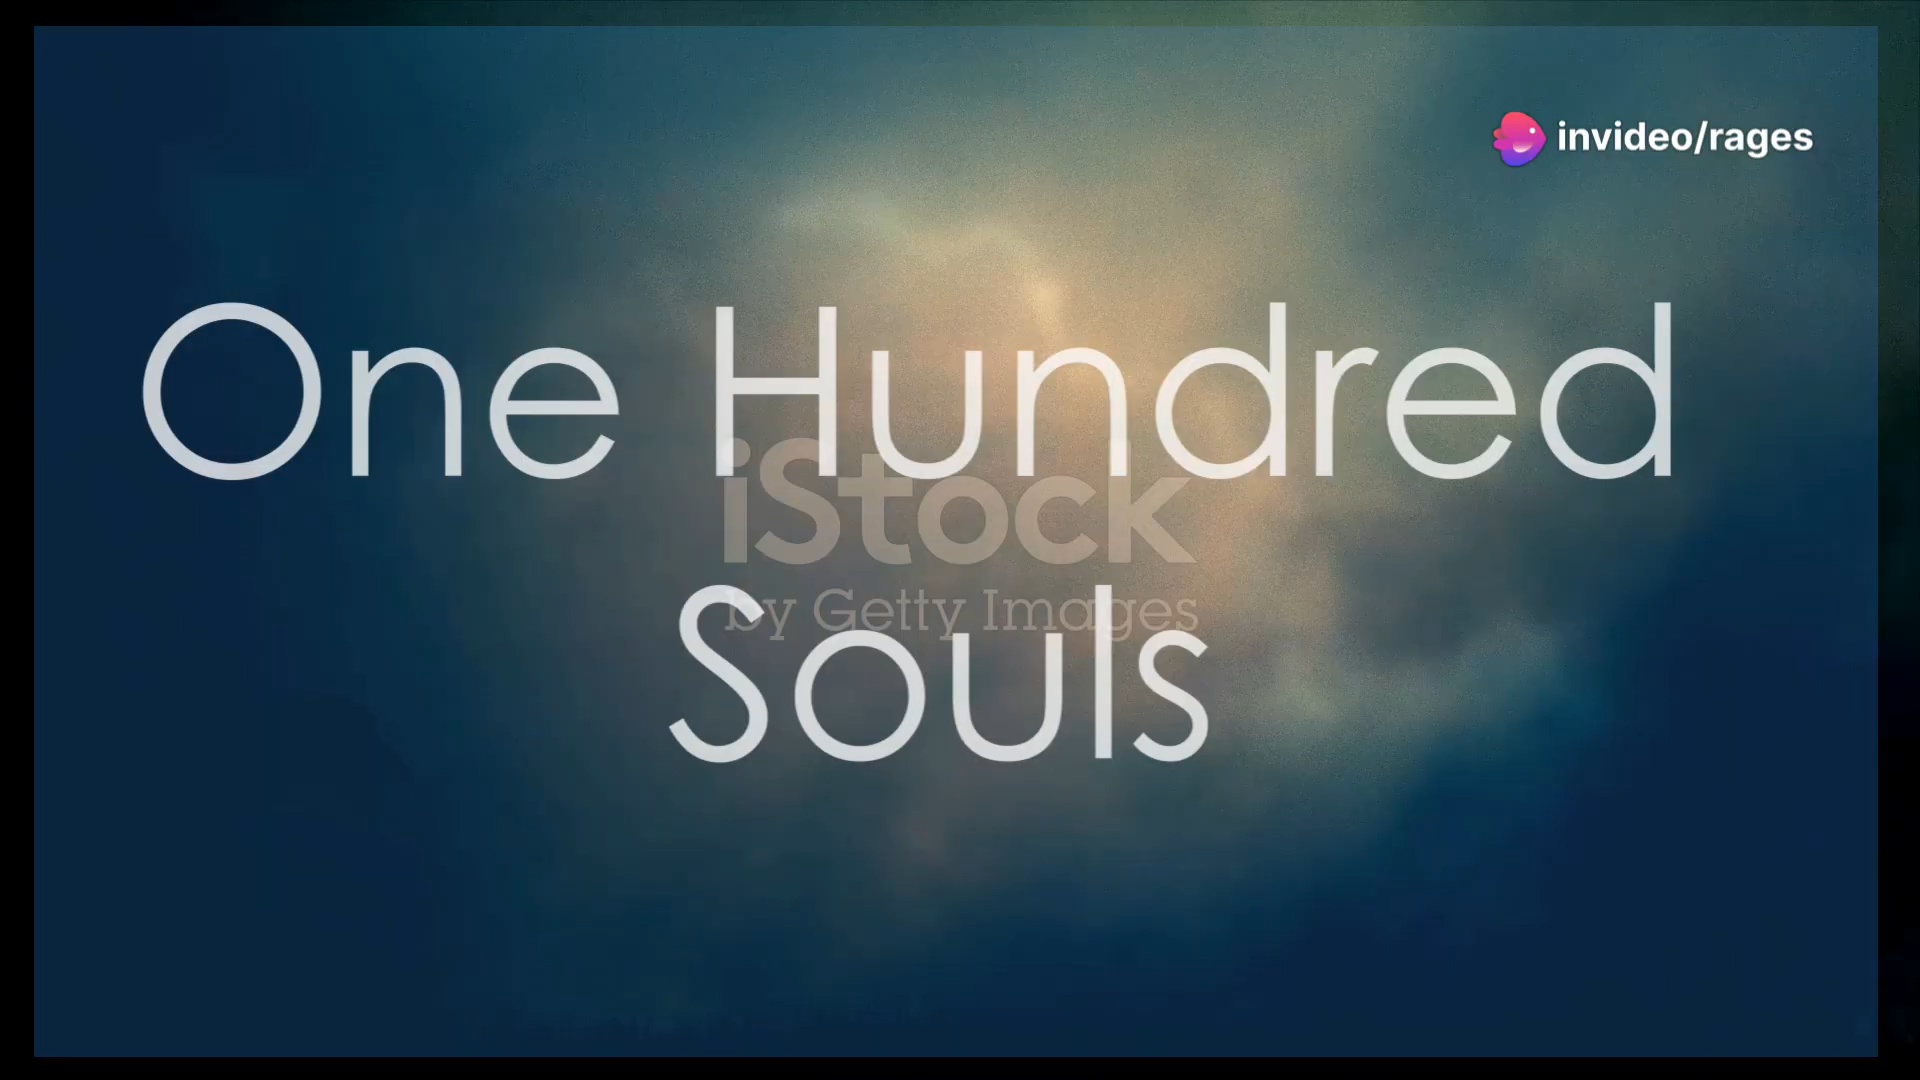 invideo/rages
One Hundred
iStock
by Getty Images
Souls